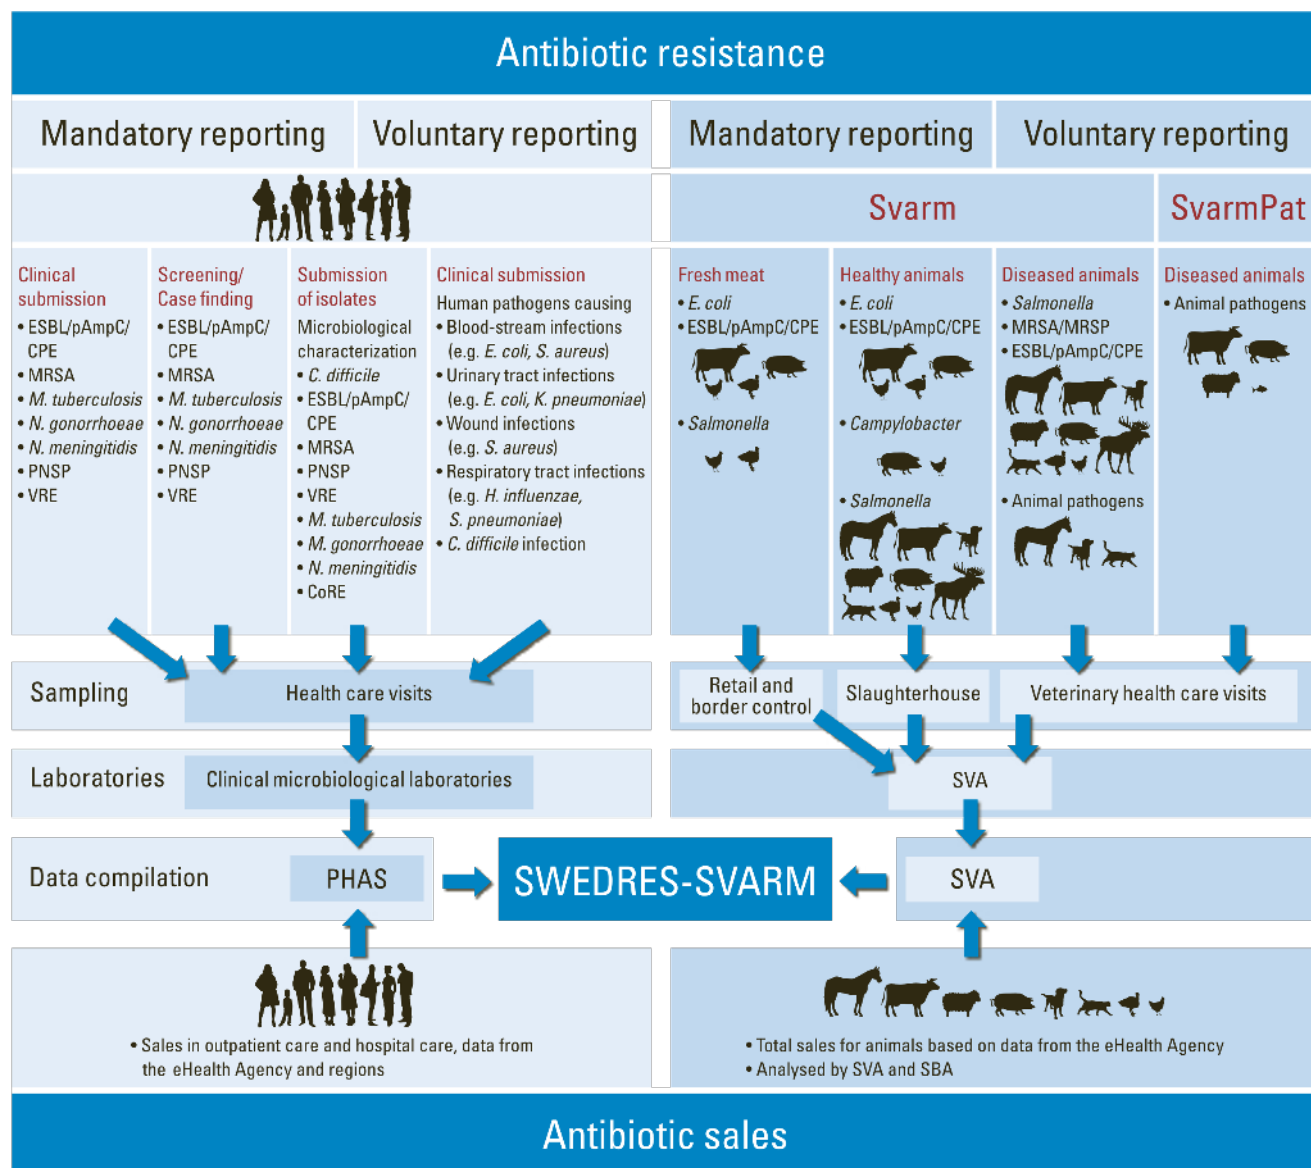 Antibiotic resistance
Mandatory reporting
Voluntary reporting
Mandatory reporting
Voluntary reporting
Svarm
SvarmPat
Clinical
submission
• ESBL/pAmpC/
CPE
• MRSA
• M. tuberculosis
• N. gonorrhoeae
• N. meningitidis
• PNSP
• VRE
Screening/
Case finding
• ESBL/pAmpC/
CPE
• MRSA
• M. tuberculosis
• N. gonorrhoeae
• N. meningitidis
• PNSP
• VRE
Submission
of isolates
Microbiological
characterization
• C. difficile
• ESBL/pAmpC/
CPE
• MRSA
• PNSP
• VRE
• M. tuberculosis
• M. gonorrhoeae
• N. meningitidis
• CoRE
Clinical submission
Human pathogens causing
• Blood-stream infections
(e.g. E. coli, S. aureus)
• Urinary tract infections
(e.g. E. coli, K. pneumoniae)
• Wound infections
(e.g. S. aureus)
• Respiratory tract infections
(e.g. H. influenzae,
S. pneumoniae)
• C. difficile infection
Fresh meat
• E. coli
• ESBL/pAmpC/CPE
• Salmonella
Healthy animals
• E. coli
• ESBL/pAmpC/CPE
• Campylobacter
• Salmonella
Diseased animals
• Salmonella
• MRSA/MRSP
• ESBL/pAmpC/CPE
• Animal pathogens
Diseased animals
• Animal pathogens
Sampling
Health care visits
Retail and
border control
Slaughterhouse
Veterinary health care visits
Laboratories
Clinical microbiological laboratories
SVA
Data compilation
PHAS
SWEDRES-SVARM
SVA
• Sales in outpatient care and hospital care, data from
the eHealth Agency and regions
• Total sales for animals based on data from the eHealth Agency
• Analysed by SVA and SBA
Antibiotic sales